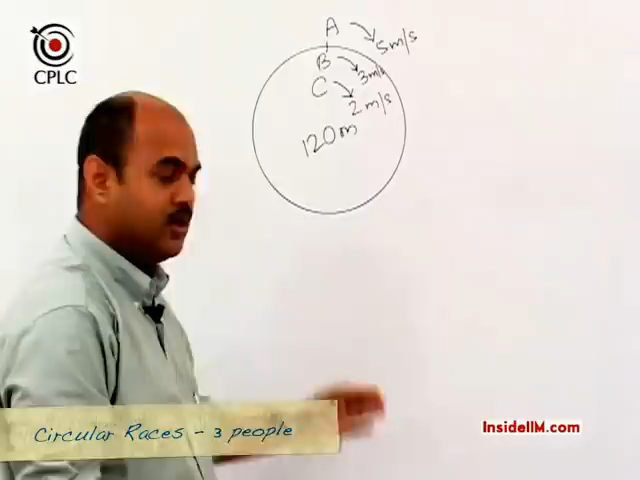 CPLC
A
5m/s
B
3m/s
C
2m/s
120m
Circular Races - 3 people
InsideIIM.com